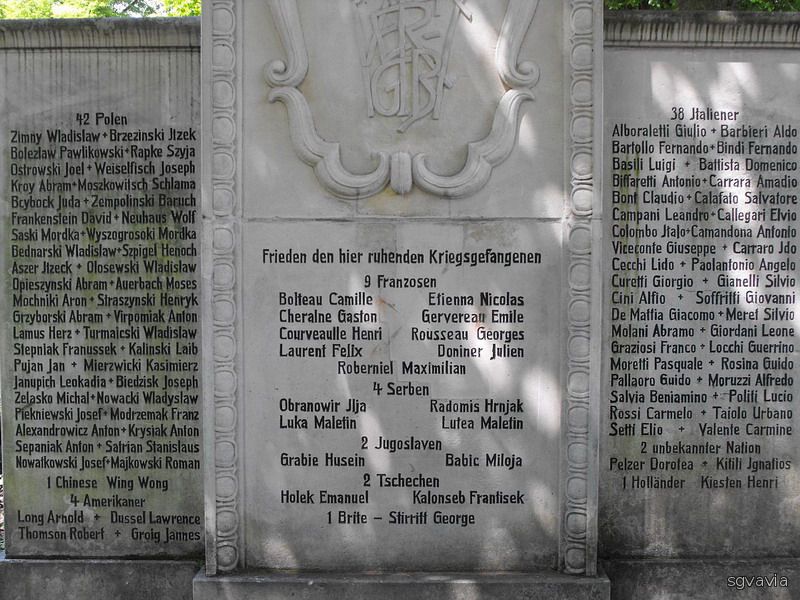 42 Polen
Zimny Wladislaw + Brzezinski Jtzek
Bolezlaw Pawlikowski + Rapke Szyja
Ostrowski Joel + Weiselfisch Joseph
Kroy Abram + Moszkowitsch Schlama
Bcybock Juda + Zempolinski Baruch
Frankenstein David + Neuhaus Wolf
Saski Mordka + Wyszogrosoki Mordka
Bednarski Wladislaw + Szpigel Henoch
Aszer Jtzeck + Olosewski Wladislaw
Opieszynski Abram + Auerbach Moses
Mochniki Aron + Straszynski Henryk
Grzyborski Abram + Virpomiak Anton
Lamus Herz + Turmaicski Wladislaw
Stepniak Franussek + Kalinski Laib
Pujan Jan + Mierzwicki Kasimierz
Janupich Leokadia + Biedzisk Joseph
Zelasko Michal + Nowacki Wladyslaw
Piekniewski Josef + Modrzemak Franz
Alexandrowicz Anton + Krysiak Anton
Sepaniak Anton + Safrian Stanislaus
Nowatkowski Josef + Majkowski Roman
1 Chinese Wing Wong
4 Amerikaner
Long Arnold + Dussel Lawrence
Thomson Robert + Groig Jannes
Frieden den hier ruhenden Kriegsgefangenen
9 Franzosen
Bolteau Camille Etienna Nicolas
Cheralne Gaston Gervereau Emile
Courveaulle Henri Rousseau Georges
Laurent Felix Doniner Julien
Roberniel Maximilian
4 Serben
Obranowir Jlja Radomis Hrnjak
Luka Maletin Lutea Maletin
2 Jugoslaven
Grabie Husein Babic Miloja
2 Tschechen
Holek Emanuel Kalonseb Frantisek
1 Brite – Stirriff George
38 Jtaliener
Alboraletti Giulio + Barbieri Aldo
Bartollo Fernando + Bindi Fernando
Basili Luigi + Battista Domenico
Biffaretti Antonio + Carrara Amadio
Bont Claudio + Calafato Salvatore
Campani Leandro + Callegari Elvio
Colombo Jtalo + Camandona Antonio
Viceconte Giuseppe + Carraro Jdo
Cecchi Lido + Paolantonio Angelo
Curetti Giorgio + Gianelli Silvio
Cini Alfio + Soffritti Giovanni
De Mattia Giacomo + Meret Silvio
Molani Abramo + Giordani Leone
Graziosi Franco + Locchi Guerrino
Moretti Pasquale + Rosina Guido
Pallaoro Guido + Moruzzi Alfredo
Salvia Beniamino + Politi Lucio
Rossi Carmelo + Taiolo Urbano
Setti Elio + Valente Carmine
2 unbekannter Nation
Pelzer Dorotea + Kitili Jgnatios
1 Holländer Kiesten Henri
sgvavia